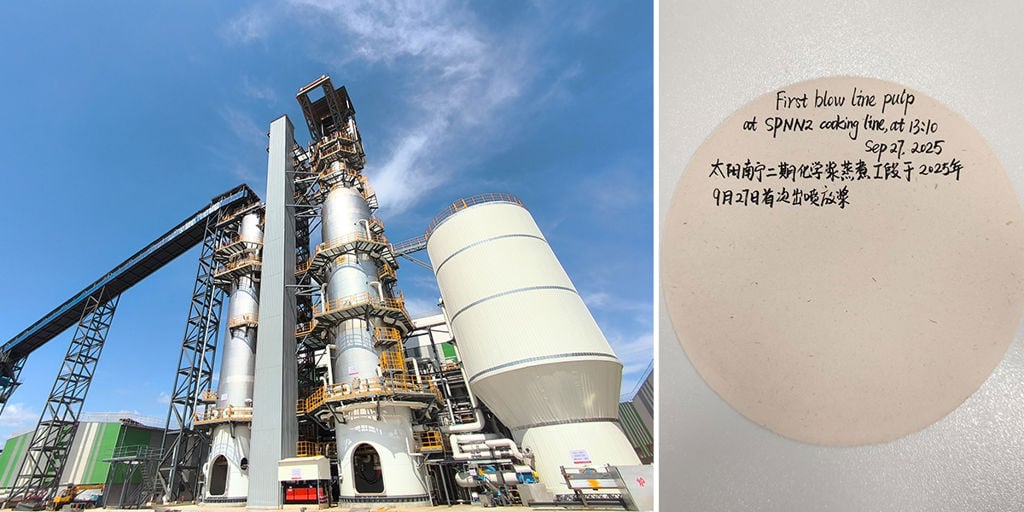 First blow line pulp
at SPNN2 cooking line, at 13:10
Sep 27. 2025
太阳南宁二期化学浆蒸煮工段于2025年
9月27日首次出喷放浆